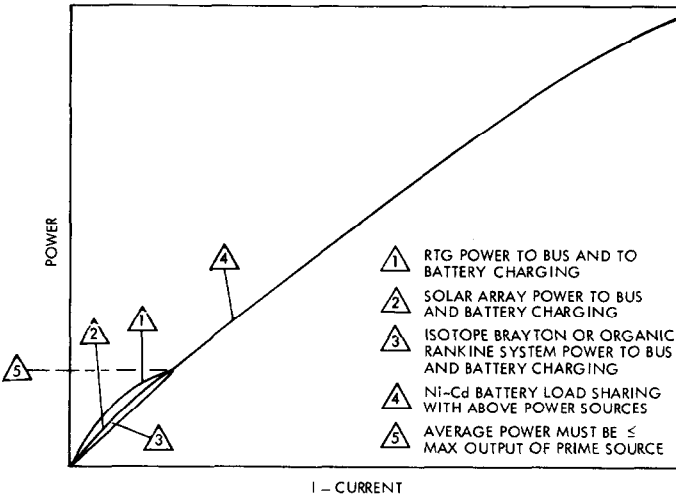 POWER
4
2
1
5
3
1 RTG POWER TO BUS AND TO
BATTERY CHARGING
2 SOLAR ARRAY POWER TO BUS
AND BATTERY CHARGING
3 ISOTOPE BRAYTON OR ORGANIC
RANKINE SYSTEM POWER TO BUS
AND BATTERY CHARGING
4 Ni-Cd BATTERY LOAD SHARING
WITH ABOVE POWER SOURCES
5 AVERAGE POWER MUST BE ≤
MAX OUTPUT OF PRIME SOURCE
I – CURRENT